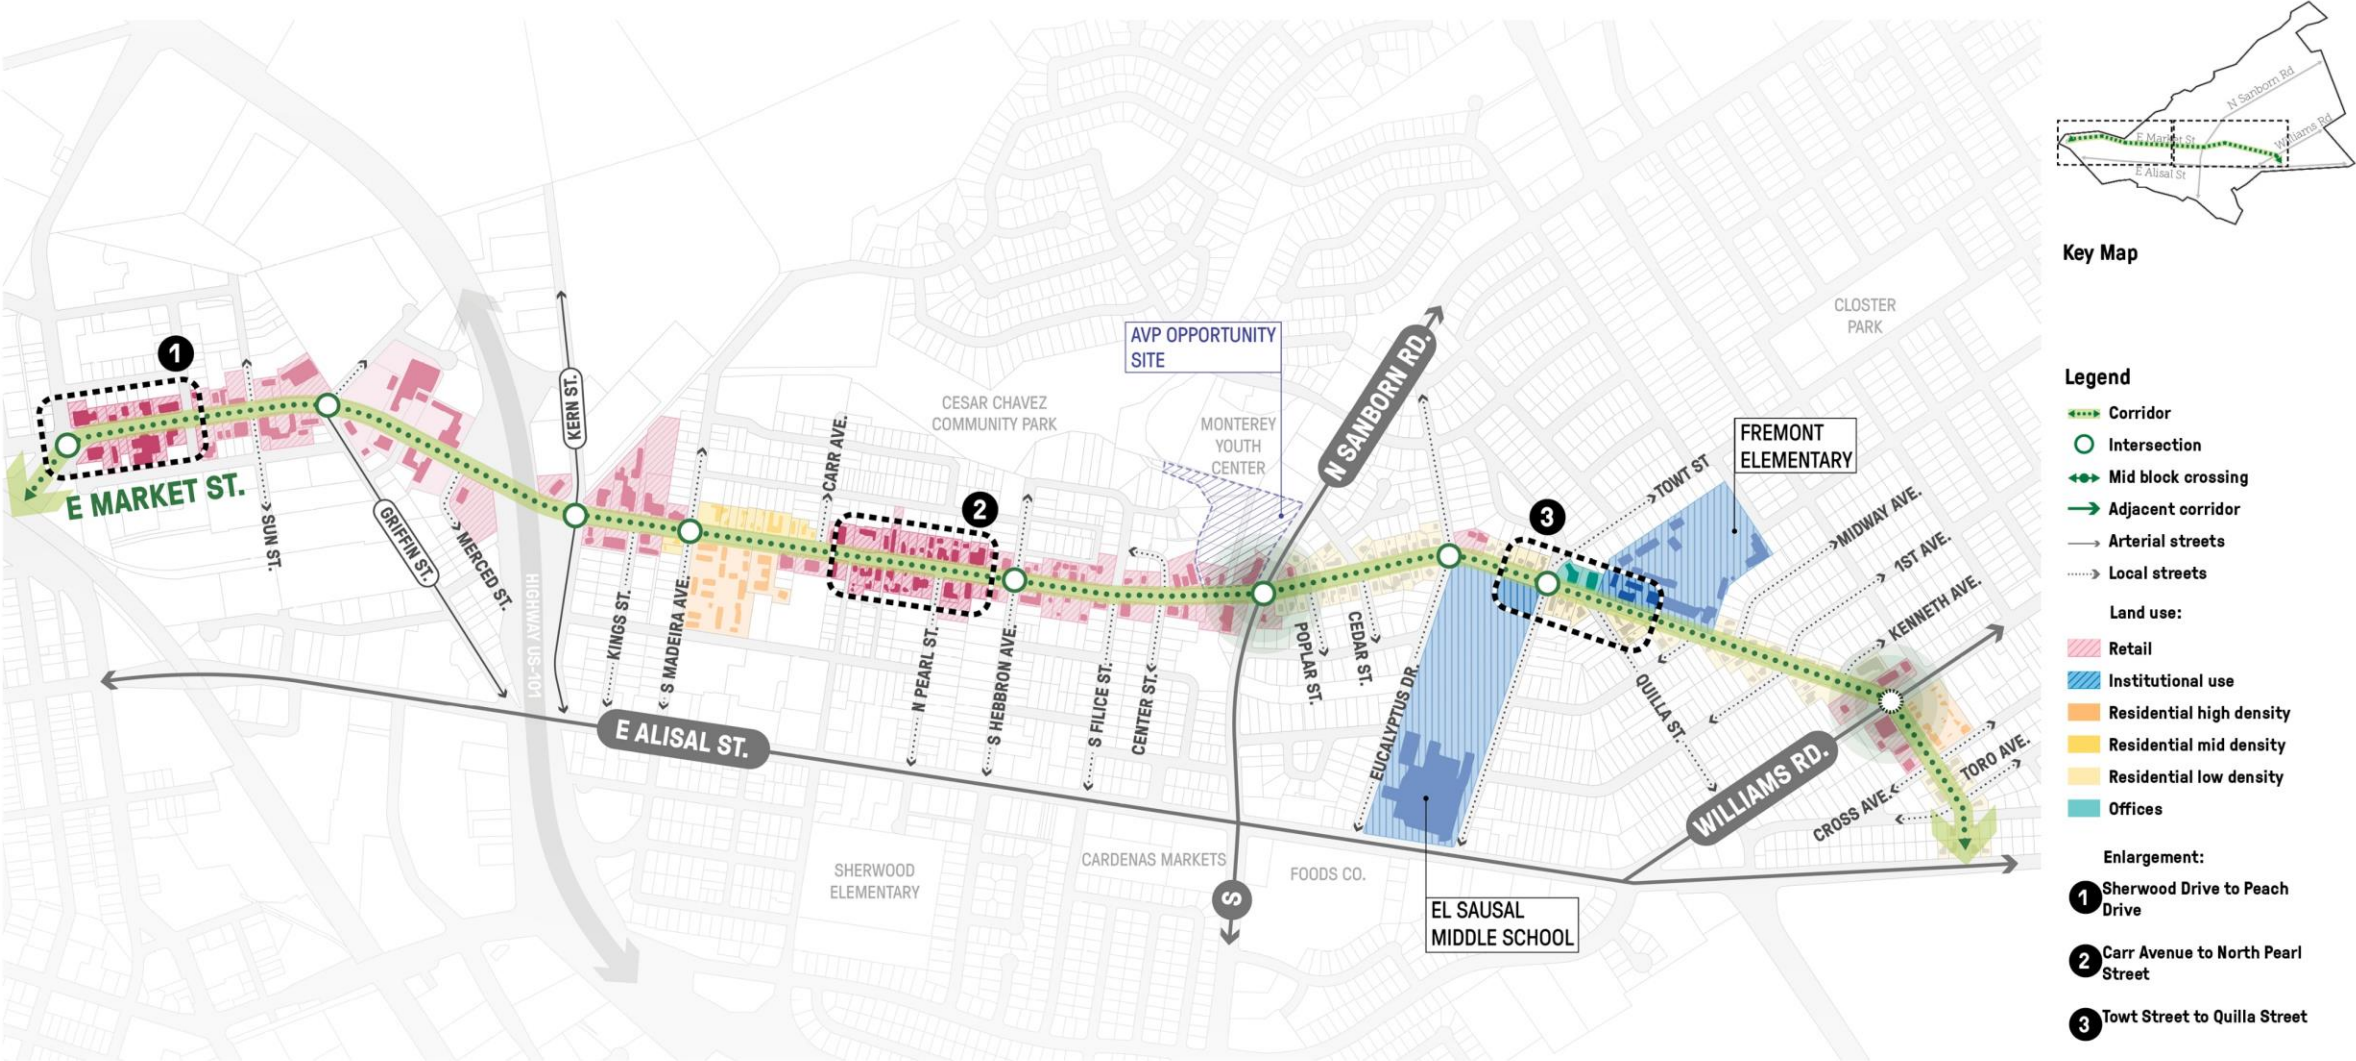 1
E MARKET ST.
SUN ST.
GRIFFIN ST.
MERCED ST.
HIGHWAY US-101
KERN ST.
KINGS ST.
S MADEIRA AVE.
CARR AVE.
2
N PEARL ST.
S HEBBRON AVE.
S FILICE ST.
CENTER ST.
CESAR CHAVEZ
COMMUNITY PARK
AVP OPPORTUNITY
SITE
MONTEREY
YOUTH
CENTER
N SANBORN RD.
S
POPLAR ST.
CEDAR ST.
EUCALYPTUS DR.
3
TOWT ST
FREMONT
ELEMENTARY
CLOSTER
PARK
MIDWAY AVE.
1ST AVE.
KENNETH AVE.
QUILLA ST.
WILLIAMS RD.
CROSS AVE.
TORO AVE.
E ALISAL ST.
SHERWOOD
ELEMENTARY
CARDENAS MARKETS
FOODS CO.
EL SAUSAL
MIDDLE SCHOOL
N Sanborn Rd
E Market St
Williams Rd
E Alisal St
Key Map
Legend
Corridor
Intersection
Mid block crossing
Adjacent corridor
Arterial streets
Local streets
Land use:
Retail
Institutional use
Residential high density
Residential mid density
Residential low density
Offices
Enlargement:
1 Sherwood Drive to Peach
Drive
2 Carr Avenue to North Pearl
Street
3 Towt Street to Quilla Street